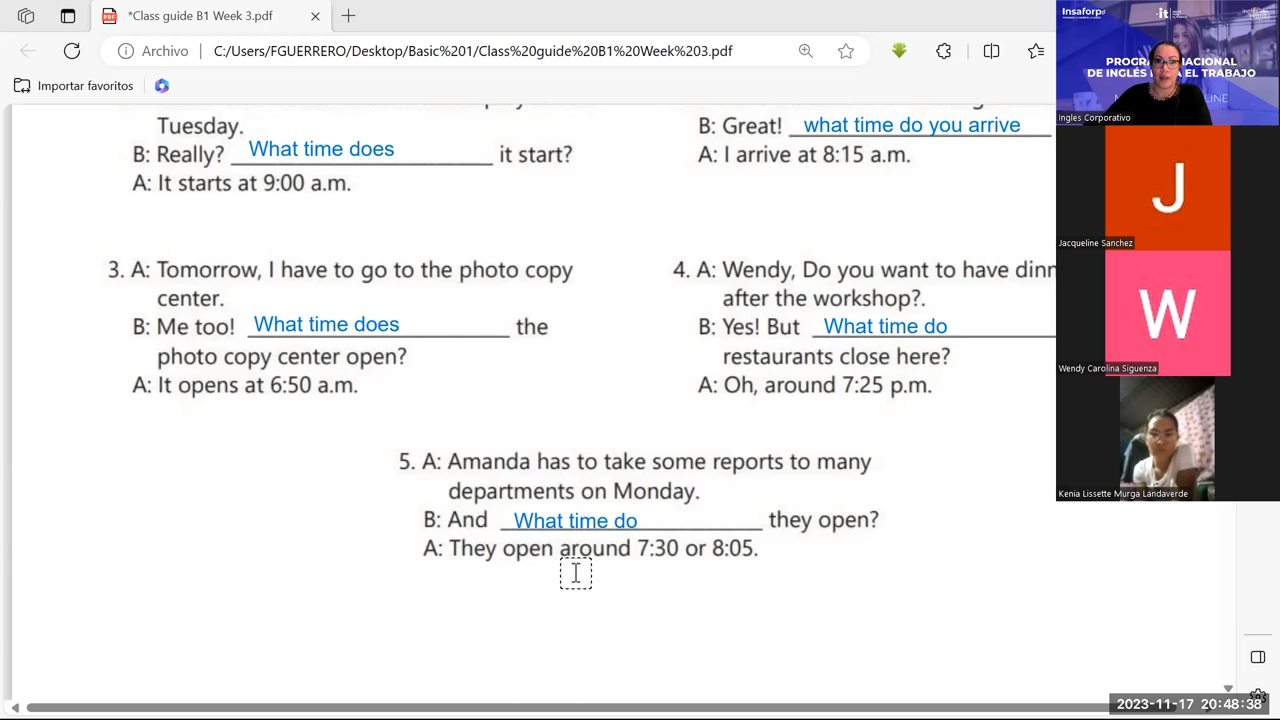 *Class guide B1 Week 3.pdf
Archivo
C:/Users/FGUERRERO/Desktop/Basic%201/Class%20guide%20B1%20Week%203.pdf
Importar favoritos
Tuesday.
B: Really? What time does it start?
A: It starts at 9:00 a.m.
B: Great! what time do you arrive
A: I arrive at 8:15 a.m.
3. A: Tomorrow, I have to go to the photo copy
center.
B: Me too! What time does the
photo copy center open?
A: It opens at 6:50 a.m.
4. A: Wendy, Do you want to have dinn
after the workshop?.
B: Yes! But What time do
restaurants close here?
A: Oh, around 7:25 p.m.
5. A: Amanda has to take some reports to many
departments on Monday.
B: And What time do they open?
A: They open around 7:30 or 8:05.
Insaforp
it
Ingles Corporativo
J
Jacqueline Sanchez
W
Wendy Carolina Siguenza
Kenia Lissette Murga Landaverde
2023-11-17 20:48:38